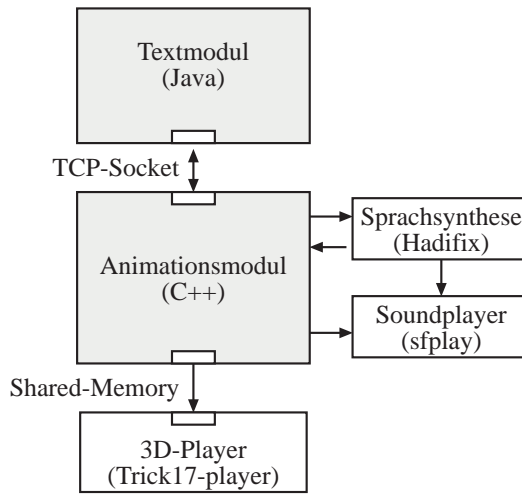 Textmodul
(Java)
TCP-Socket
Animationsmodul
(C++)
Sprachsynthese
(Hadifix)
Soundplayer
(sfplay)
Shared-Memory
3D-Player
(Trick17-player)